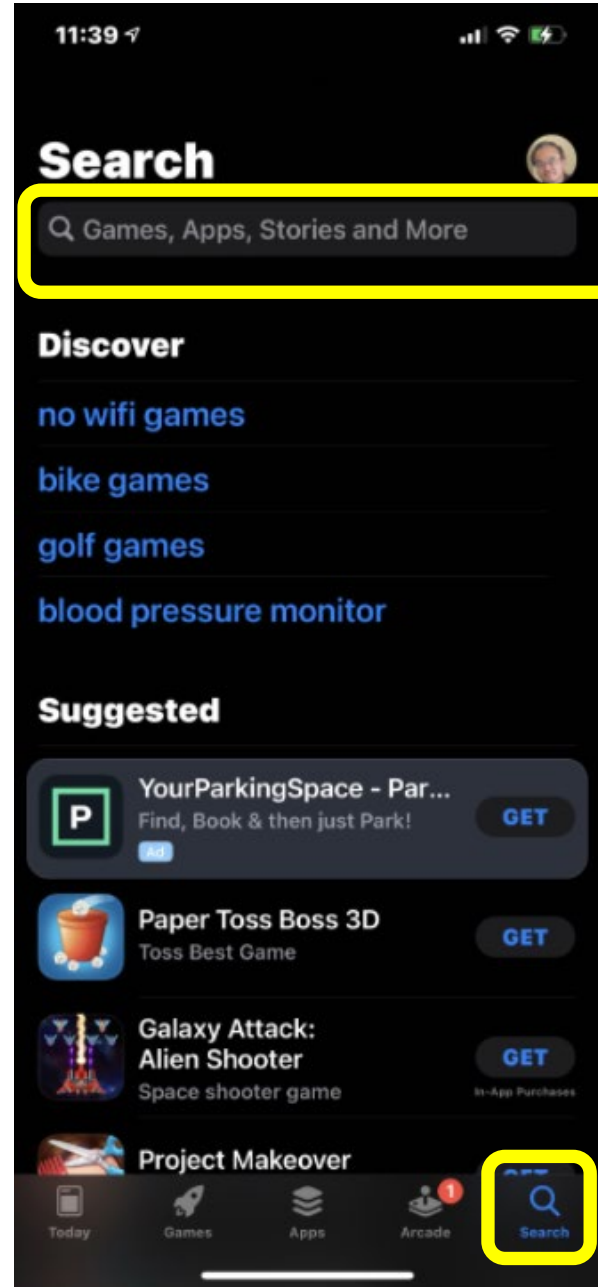 11:39
Search
Games, Apps, Stories and More
Discover
no wifi games
bike games
golf games
blood pressure monitor
Suggested
P
YourParkingSpace - Par...
Find, Book & then just Park!
Ad
GET
Paper Toss Boss 3D
Toss Best Game
GET
Galaxy Attack:
Alien Shooter
Space shooter game
GET
In-App Purchases
Project Makeover
GET
Today
Games
Apps
Arcade
1
Search